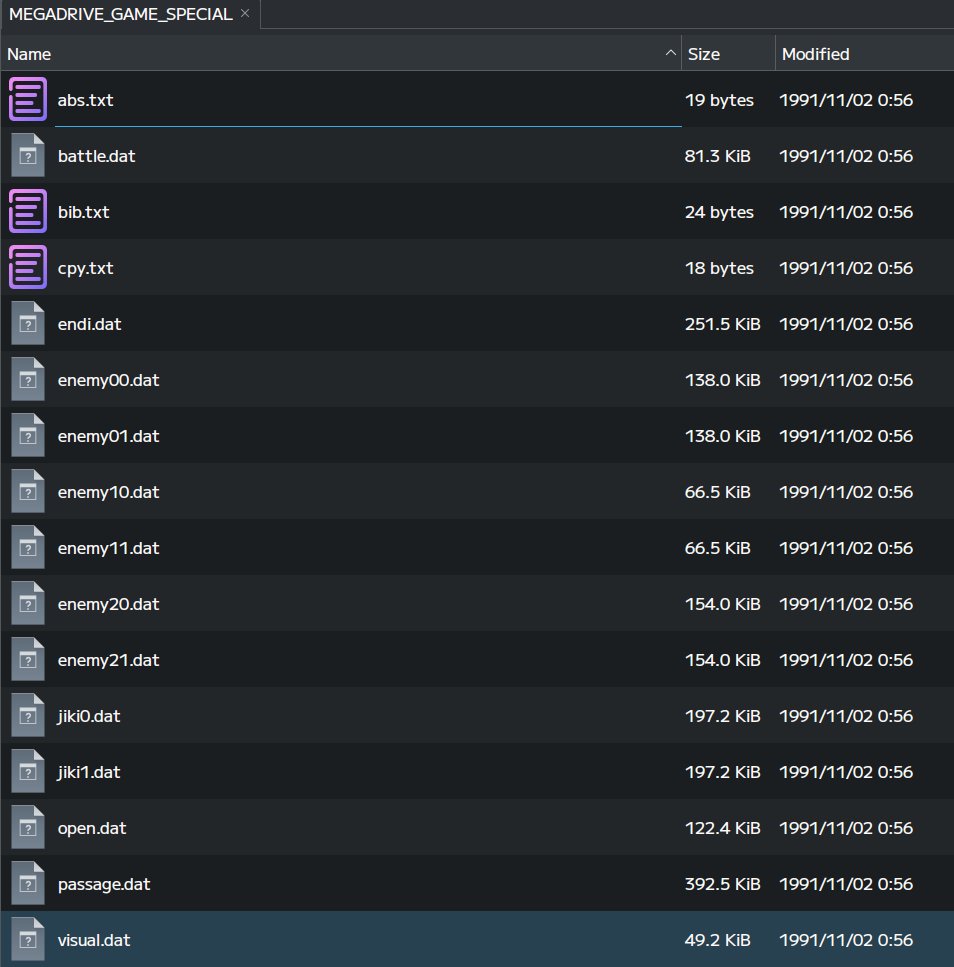 MEGADRIVE_GAME_SPECIAL
Name Size Modified
abs.txt 19 bytes 1991/11/02 0:56
battle.dat 81.3 KiB 1991/11/02 0:56
bib.txt 24 bytes 1991/11/02 0:56
cpy.txt 18 bytes 1991/11/02 0:56
endi.dat 251.5 KiB 1991/11/02 0:56
enemy00.dat 138.0 KiB 1991/11/02 0:56
enemy01.dat 138.0 KiB 1991/11/02 0:56
enemy10.dat 66.5 KiB 1991/11/02 0:56
enemy11.dat 66.5 KiB 1991/11/02 0:56
enemy20.dat 154.0 KiB 1991/11/02 0:56
enemy21.dat 154.0 KiB 1991/11/02 0:56
jiki0.dat 197.2 KiB 1991/11/02 0:56
jiki1.dat 197.2 KiB 1991/11/02 0:56
open.dat 122.4 KiB 1991/11/02 0:56
passage.dat 392.5 KiB 1991/11/02 0:56
visual.dat 49.2 KiB 1991/11/02 0:56